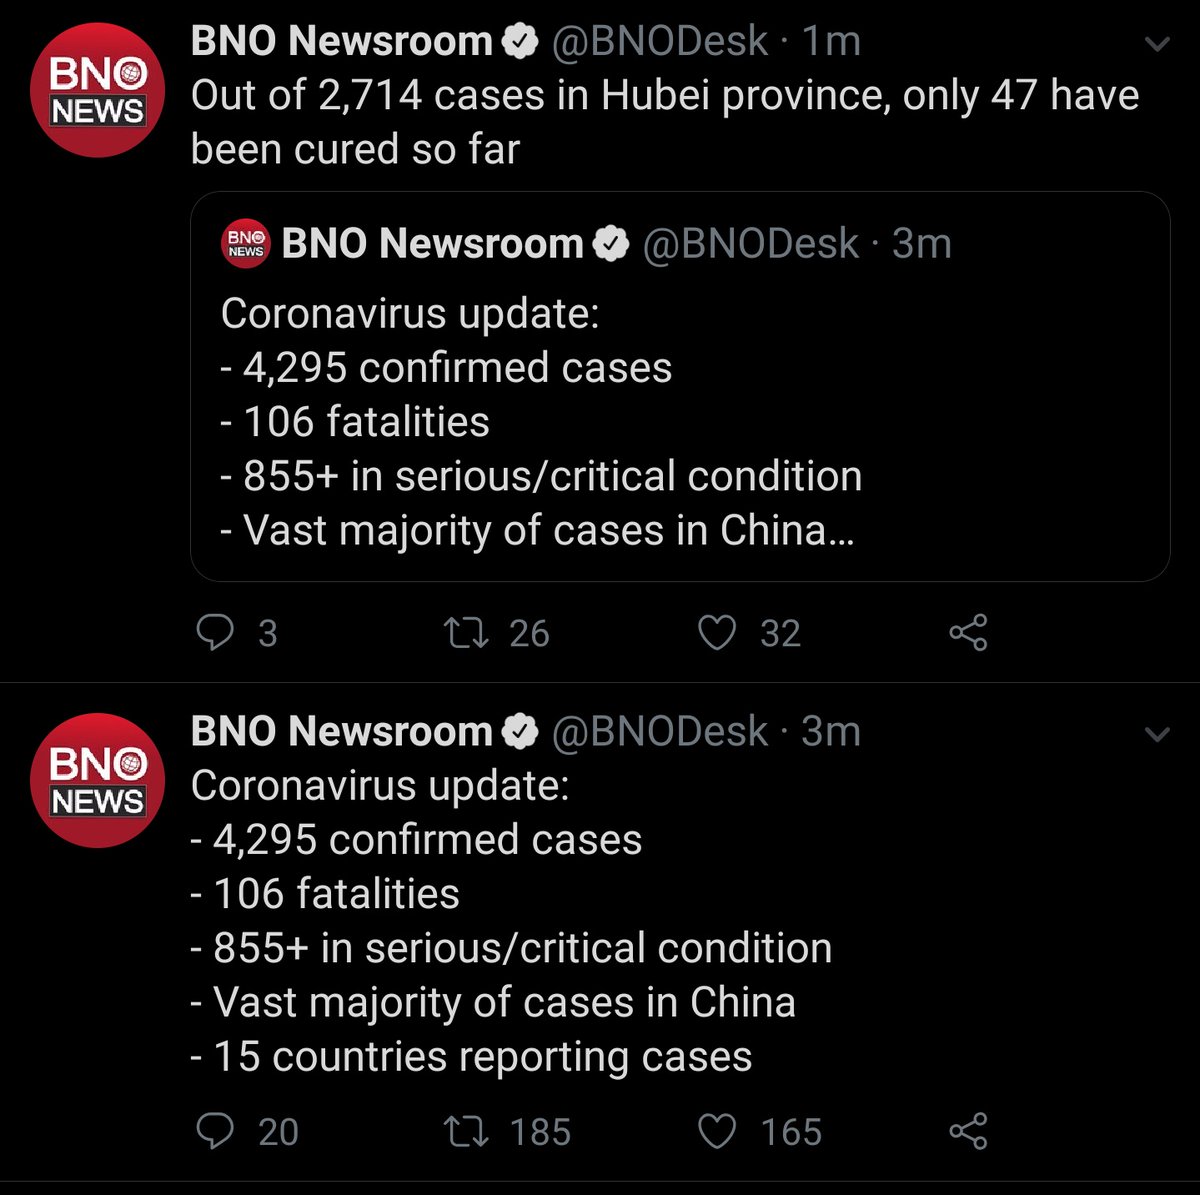 BNO Newsroom @BNODesk · 1m
BNO
NEWS
Out of 2,714 cases in Hubei province, only 47 have
been cured so far
BNO
NEWS
BNO Newsroom @BNODesk · 3m
Coronavirus update:
- 4,295 confirmed cases
- 106 fatalities
- 855+ in serious/critical condition
- Vast majority of cases in China...
3 26 32
BNO Newsroom @BNODesk · 3m
BNO
NEWS
Coronavirus update:
- 4,295 confirmed cases
- 106 fatalities
- 855+ in serious/critical condition
- Vast majority of cases in China
- 15 countries reporting cases
20 185 165